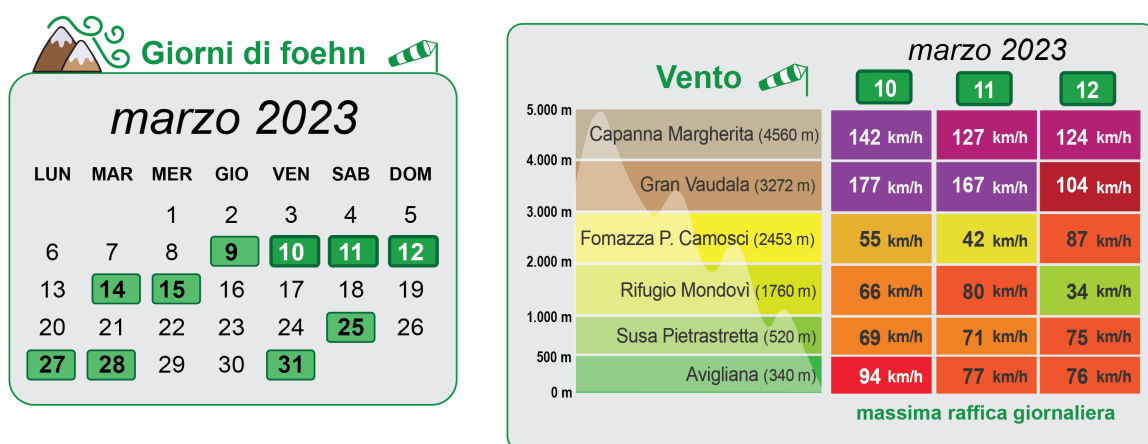 Giorni di foehn
marzo 2023
LUN MAR MER GIO VEN SAB DOM
1 2 3 4 5
6 7 8 9 10 11 12
13 14 15 16 17 18 19
20 21 22 23 24 25 26
27 28 29 30 31
marzo 2023
Vento 10 11 12
5.000 m
Capanna Margherita (4560 m) 142 km/h 127 km/h 124 km/h
4.000 m
Gran Vaudala (3272 m) 177 km/h 167 km/h 104 km/h
3.000 m
Fomazza P. Camosci (2453 m) 55 km/h 42 km/h 87 km/h
2.000 m
Rifugio Mondovì (1760 m) 66 km/h 80 km/h 34 km/h
1.000 m
Susa Pietrastretta (520 m) 69 km/h 71 km/h 75 km/h
500 m
Avigliana (340 m) 94 km/h 77 km/h 76 km/h
0 m
massima raffica giornaliera